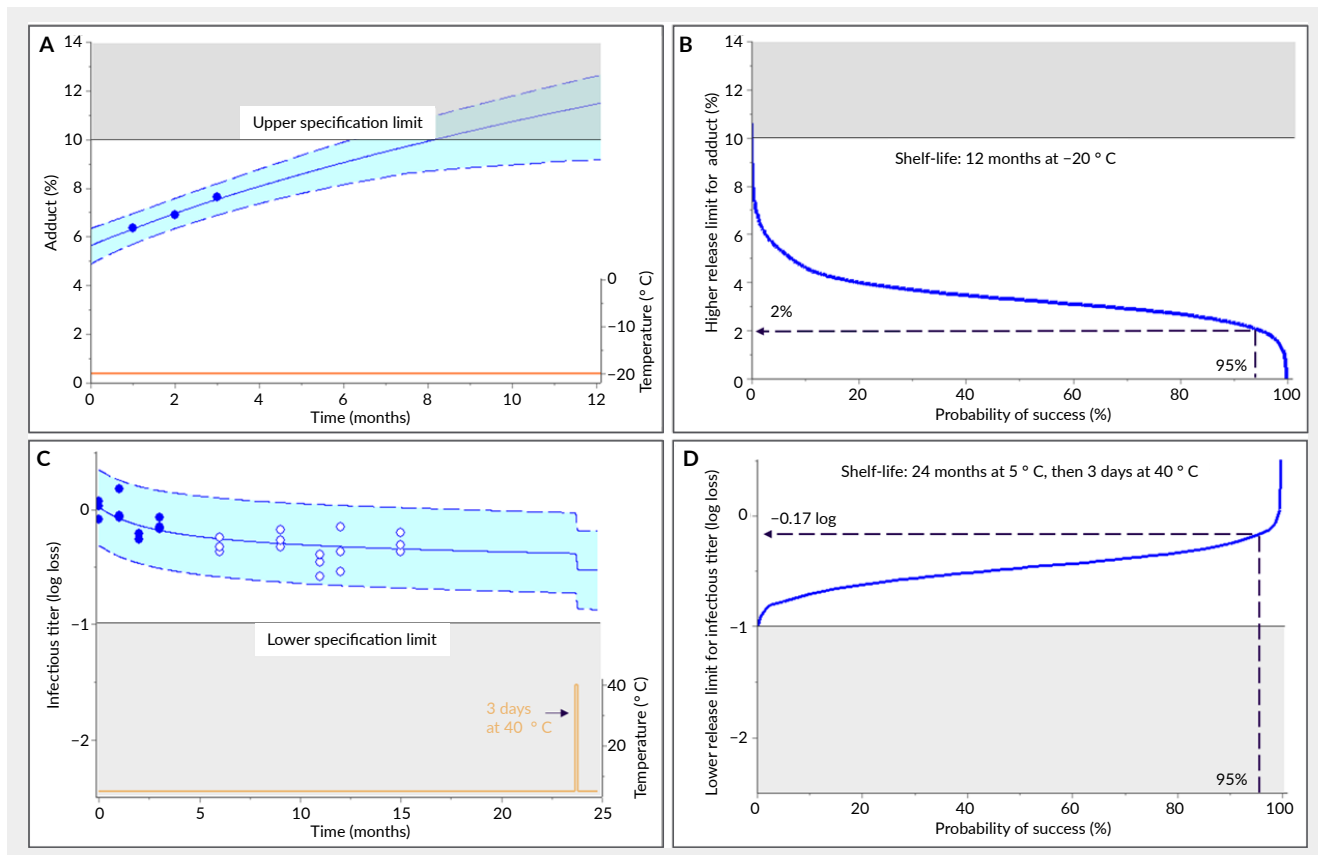 A
14
12
10
8
6
4
2
0
Upper specification limit
Adduct (%)
0
−10
−20
Temperature (° C)
0
2
4
6
8
10
12
Time (months)
B
14
12
10
8
6
4
2
0
Higher release limit for adduct (%)
Shelf-life: 12 months at −20 ° C
2%
95%
0
20
40
60
80
100
Probability of success (%)
C
0
−1
−2
Infectious titer (log loss)
Lower specification limit
3 days
at 40 ° C
40
20
Temperature (° C)
0
5
10
15
20
25
Time (months)
D
0
−1
−2
Lower release limit for infectious titer (log loss)
Shelf-life: 24 months at 5 ° C, then 3 days at 40 ° C
−0.17 log
95%
0
20
40
60
80
100
Probability of success (%)